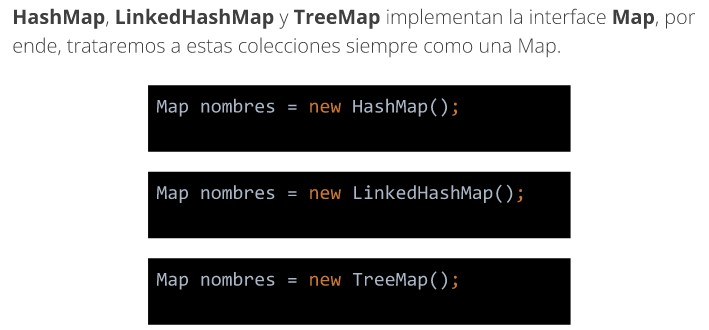 HashMap, LinkedHashMap y TreeMap implementan la interface Map, por
ende, trataremos a estas colecciones siempre como una Map.
Map nombres = new HashMap();
Map nombres = new LinkedHashMap();
Map nombres = new TreeMap();